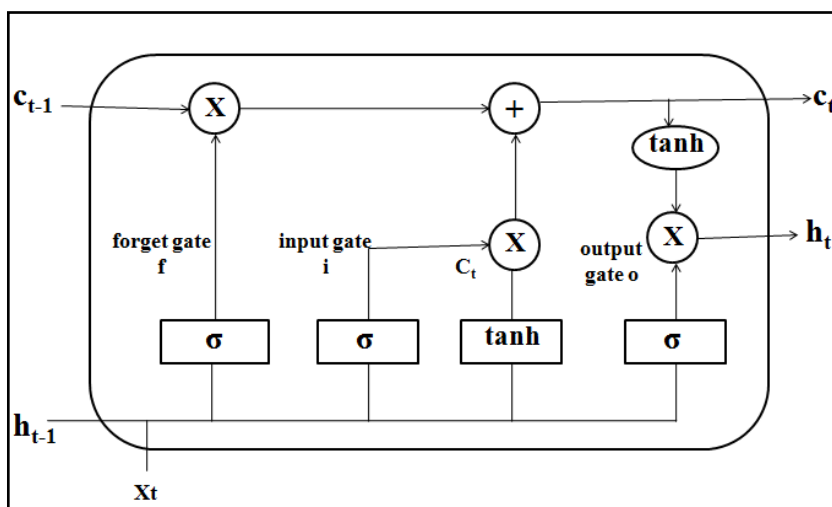 c_{t-1}
X
+
c_t
tanh
forget gate
f
input gate
i
C_t
X
output
gate o
X
h_t
σ
σ
tanh
σ
h_{t-1}
Xt